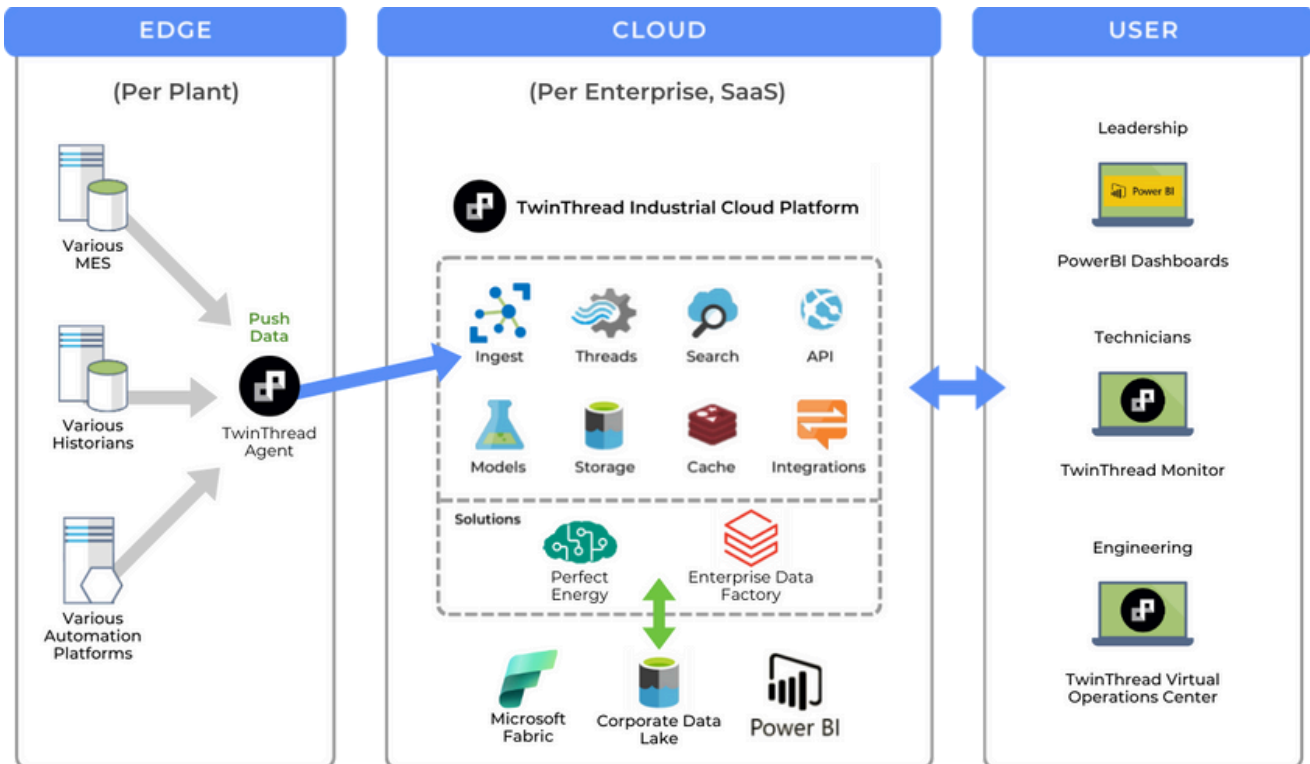 EDGE
(Per Plant)
Various
MES
Push
Data
Various
Historians
TwinThread
Agent
Various
Automation
Platforms
CLOUD
(Per Enterprise, SaaS)
TwinThread Industrial Cloud Platform
Ingest
Threads
Search
API
Models
Storage
Cache
Integrations
Solutions
Perfect
Energy
Enterprise Data
Factory
Microsoft
Fabric
Corporate Data
Lake
Power BI
USER
Leadership
Power BI
PowerBI Dashboards
Technicians
TwinThread Monitor
Engineering
TwinThread Virtual
Operations Center